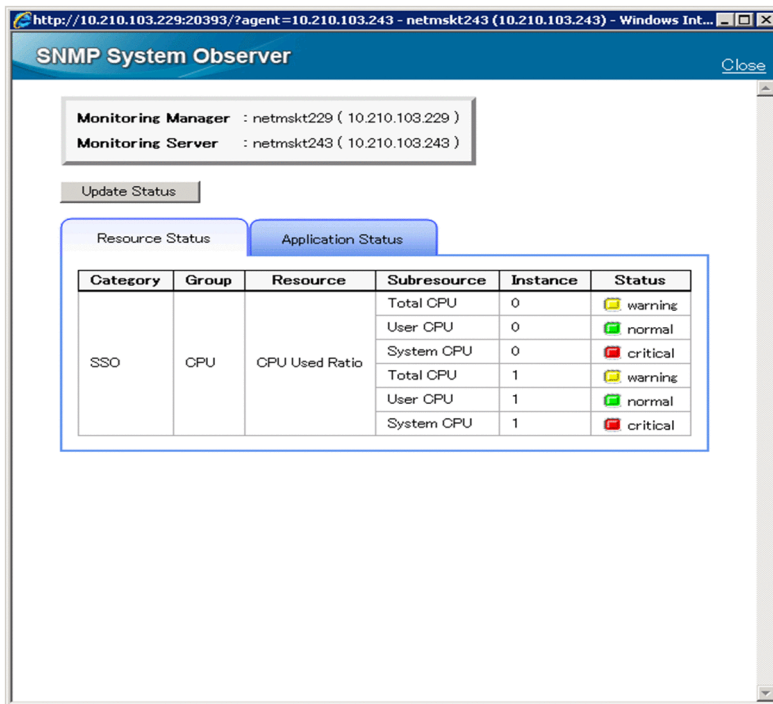 http://10.210.103.229:20393/?agent=10.210.103.243 - netmskt243 (10.210.103.243) - Windows Int...
SNMP System Observer
Close
Monitoring Manager : netmskt229 ( 10.210.103.229 )
Monitoring Server : netmskt243 ( 10.210.103.243 )
Update Status
Resource Status Application Status
Category Group Resource Subresource Instance Status
SSO CPU CPU Used Ratio Total CPU 0 warning
User CPU 0 normal
System CPU 0 critical
Total CPU 1 warning
User CPU 1 normal
System CPU 1 critical